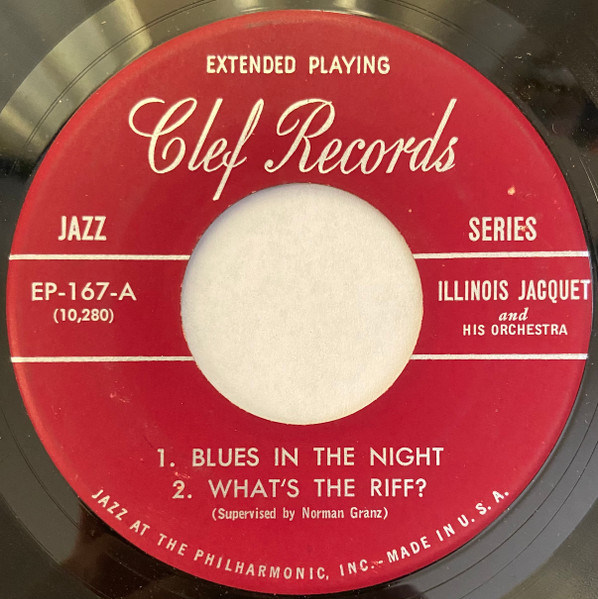 EXTENDED PLAYING
Clef Records
JAZZ SERIES
EP-167-A
(10,280)
ILLINOIS JACQUET
and
HIS ORCHESTRA
1. BLUES IN THE NIGHT
2. WHAT'S THE RIFF?
(Supervised by Norman Granz)
JAZZ AT THE PHILHARMONIC, INC.-MADE IN U.S.A.